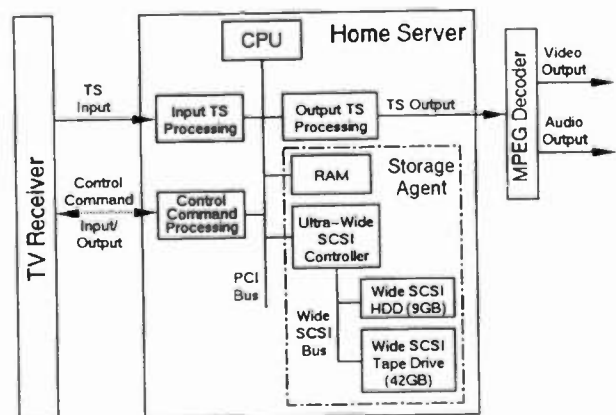 CPU
Home Server
TV Receiver
TS
Input
Input TS
Processing
Output TS
Processing
TS Output
MPEG Decoder
Video
Output
Audio
Output
Control
Command
Input/
Output
Control
Command
Processing
RAM
Storage
Agent
Ultra-Wide
SCSI
Controller
PCI
Bus
Wide
SCSI
Bus
Wide SCSI
HDD (9GB)
Wide SCSI
Tape Drive
(42GB)